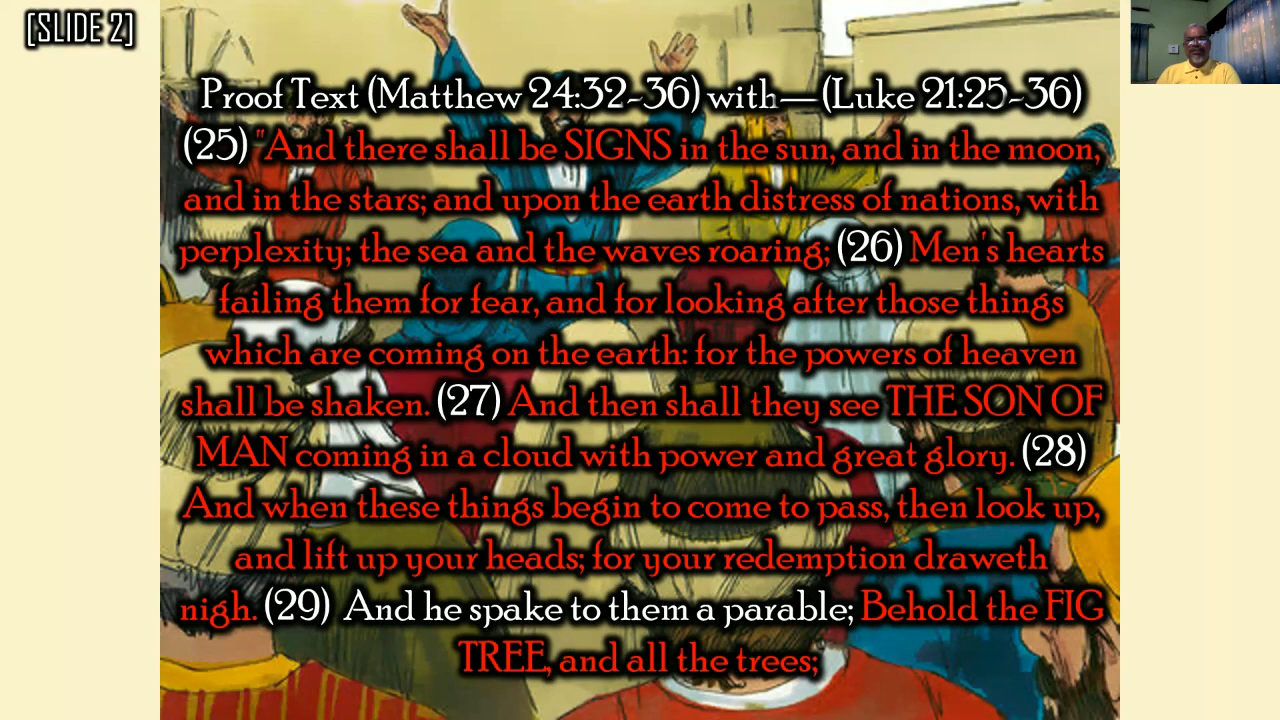 [SLIDE 2]
Proof Text (Matthew 24:32-36) with—(Luke 21:25-36)
(25) "And there shall be SIGNS in the sun, and in the moon,
and in the stars; and upon the earth distress of nations, with
perplexity; the sea and the waves roaring; (26) Men's hearts
failing them for fear, and for looking after those things
which are coming on the earth: for the powers of heaven
shall be shaken. (27) And then shall they see THE SON OF
MAN coming in a cloud with power and great glory. (28)
And when these things begin to come to pass, then look up,
and lift up your heads; for your redemption draweth
nigh. (29) And he spake to them a parable; Behold the FIG
TREE, and all the trees;